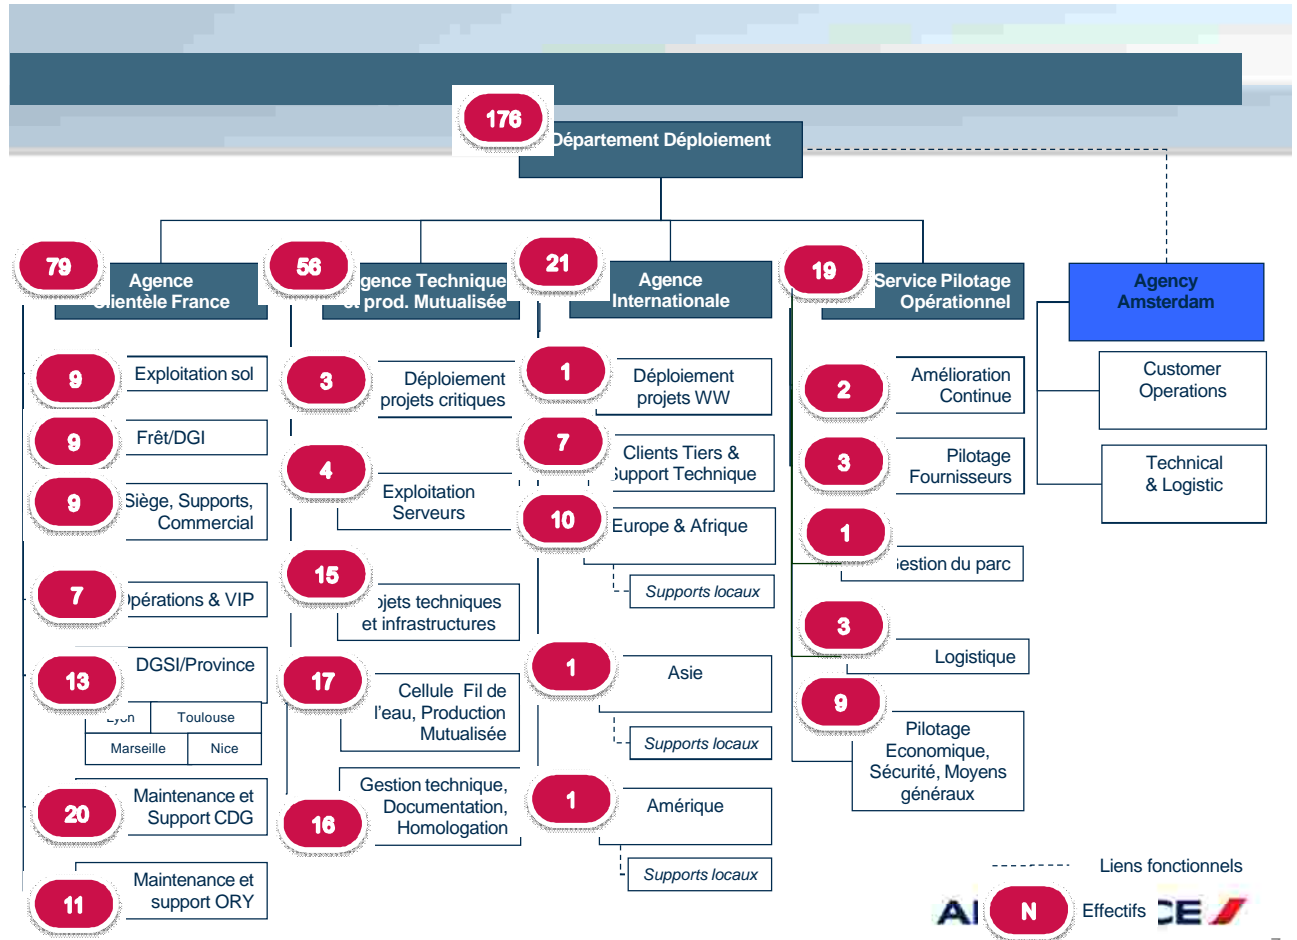 176
Département Déploiement
79
Agence
Clientèle France
56
Agence Technique
et prod. Mutualisée
21
Agence
Internationale
19
Service Pilotage
Opérationnel
Agency
Amsterdam
9
Exploitation sol
9
Frêt/DGI
9
Siège, Supports,
Commercial
7
Opérations & VIP
13
DGSI/Province
Lyon
Toulouse
Marseille
Nice
20
Maintenance et
Support CDG
11
Maintenance et
support ORY
3
Déploiement
projets critiques
4
Exploitation
Serveurs
15
ojets techniques
et infrastructures
17
Cellule Fil de
l'eau, Production
Mutualisée
16
Gestion technique,
Documentation,
Homologation
1
Déploiement
projets WW
7
Clients Tiers &
Support Technique
10
Europe & Afrique
Supports locaux
1
Asie
Supports locaux
1
Amérique
Supports locaux
2
Amélioration
Continue
3
Pilotage
Fournisseurs
1
Gestion du parc
3
Logistique
9
Pilotage
Economique,
Sécurité, Moyens
généraux
Customer
Operations
Technical
& Logistic
Liens fonctionnels
N
Effectifs